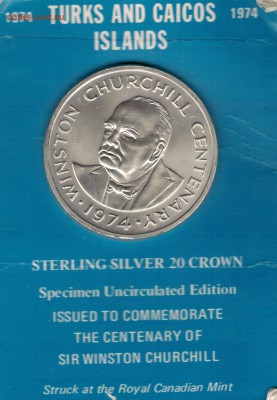 1974 TURKS AND CAICOS 1974
ISLANDS
WINSTON CHURCHILL CENTENARY
·1974·
STERLING SILVER 20 CROWN
Specimen Uncirculated Edition
ISSUED TO COMMEMORATE
THE CENTENARY OF
SIR WINSTON CHURCHILL
Struck at the Royal Canadian Mint